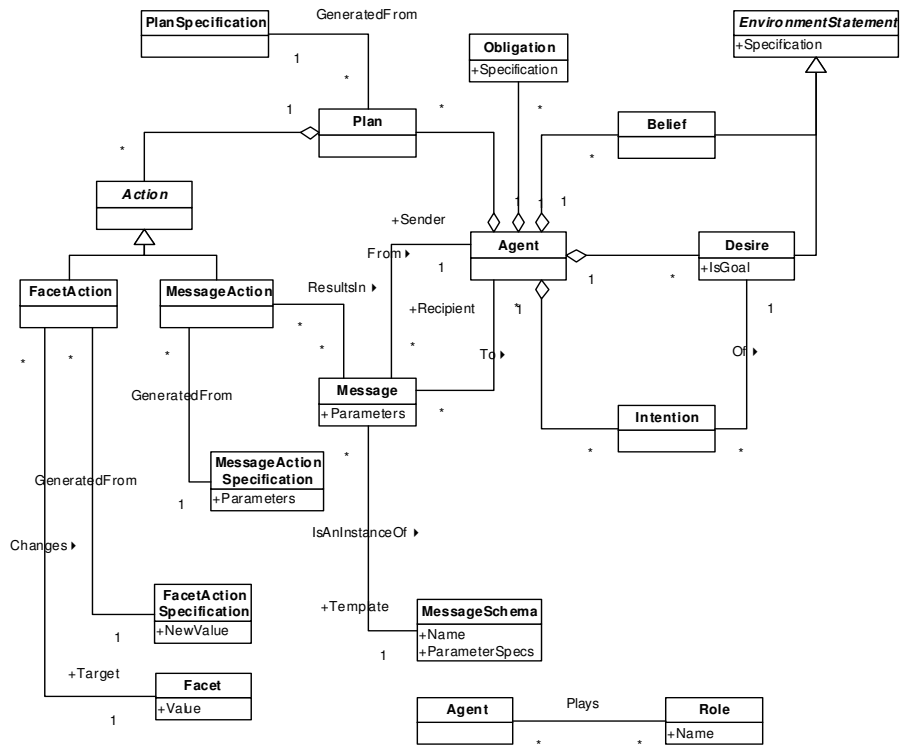 GeneratedFrom
PlanSpecification
1
*
Obligation
+Specification
*
EnvironmentStatement
+Specification
1
Plan
*
*
Belief
*
Action
1
1
1
+Sender
From
1
Agent
1
*
Desire
+IsGoal
1
FacetAction
MessageAction
ResultsIn
*
*
+Recipient
*
*
1
To
Of
*
*
*
GeneratedFrom
Message
+Parameters
*
*
Intention
*
*
MessageAction
Specification
+Parameters
1
GeneratedFrom
IsAnInstanceOf
Changes
FacetAction
Specification
+NewValue
1
+Template
1
MessageSchema
+Name
+ParameterSpecs
+Target
1
Facet
+Value
Agent
*
Plays
*
Role
+Name